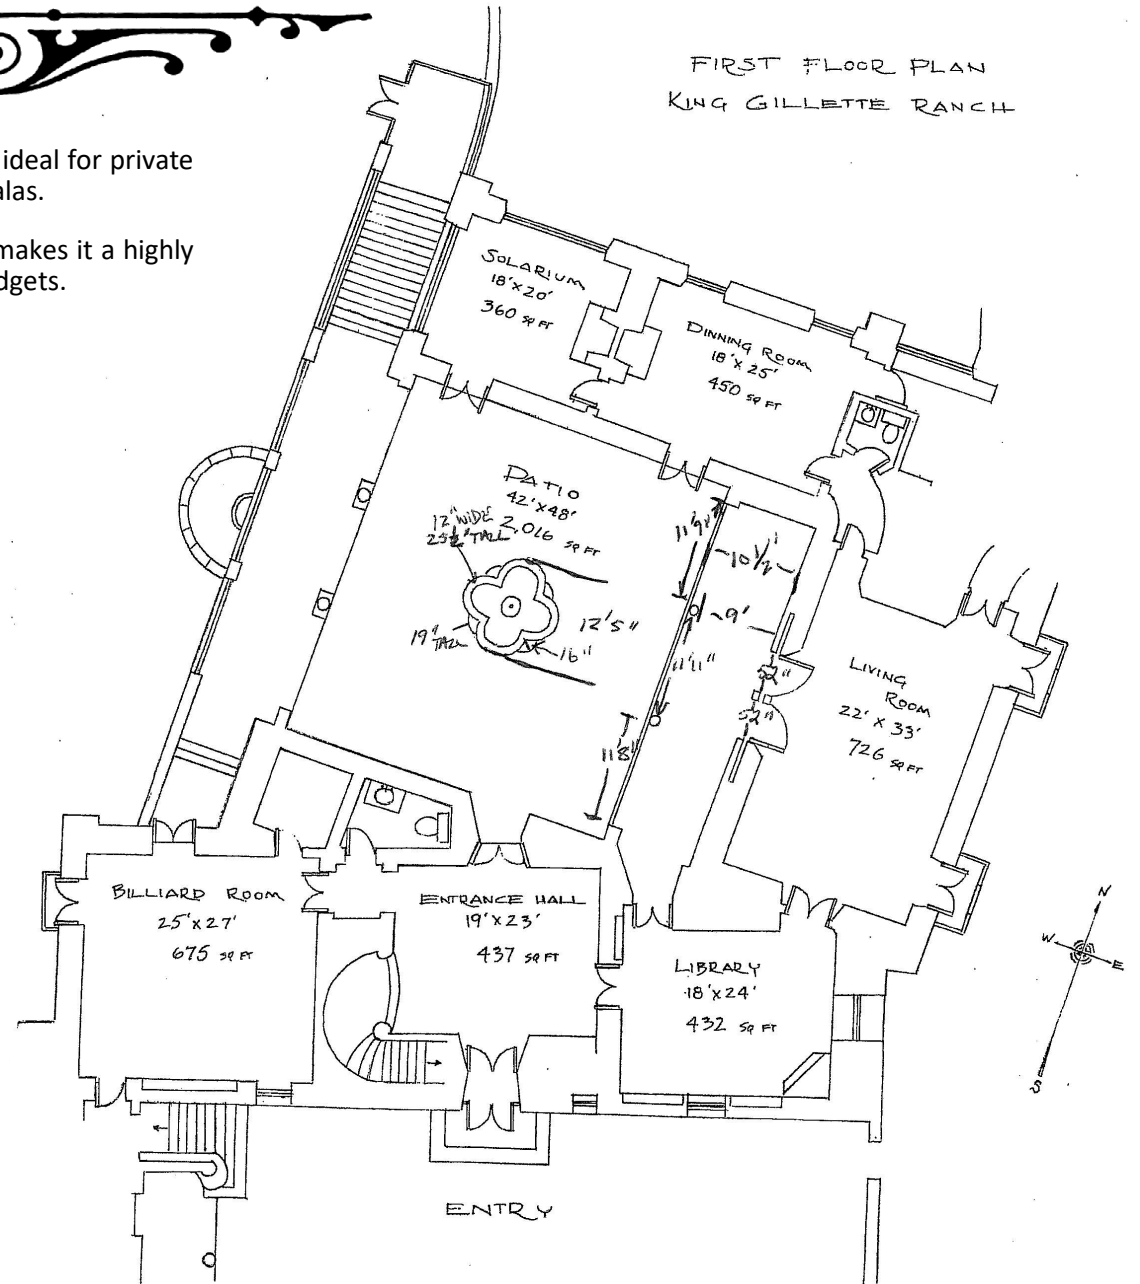 FIRST FLOOR PLAN
KING GILLETTE RANCH
ideal for private
alas.
makes it a highly
dgets.
SOLARIUM
18'x20'
360 SQ FT
DINNING ROOM
18'x25'
450 SQ FT
PATIO
42'x48'
2,016 SQ FT
12" WIDE
TALL
19" TALL
16"
12'5"
11'9"
10 1/2'
9'
11'11"
52"
11'8"
LIVING
ROOM
22' x 33'
726 SQ FT
BILLIARD ROOM
25'x27'
675 SQ FT
ENTRANCE HALL
19'x23'
437 SQ FT
LIBRARY
18'x24'
432 SQ FT
N
W
E
S
ENTRY